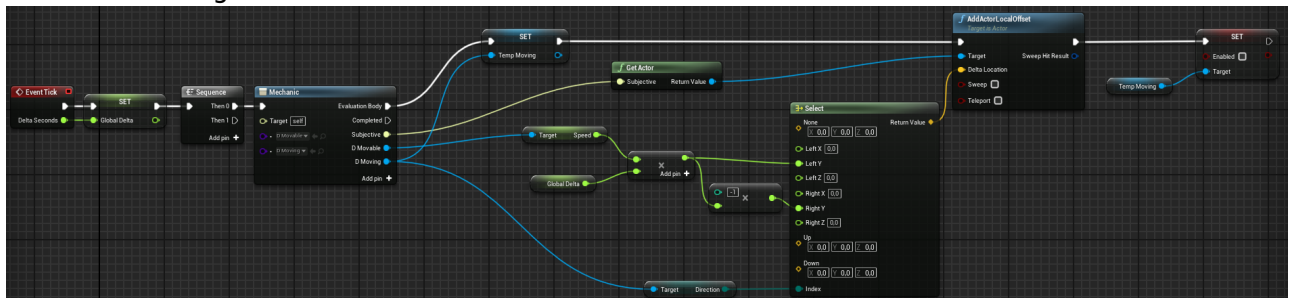 Event Tick
Delta Seconds
SET
Global Delta
Sequence
Then 0
Then 1
Add pin +
Mechanic
Target self
D Movable
D Moving
Evaluation Body
Completed
Subjective
D Movable
D Moving
Add pin +
SET
Temp Moving
f Get Actor
Subjective Return Value
Target Speed
Global Delta
×
Add pin +
-1 ×
Target Direction
Select
None
X 0,0 Y 0,0 Z 0,0
Return Value
Left X 0,0
Left Y
Left Z 0,0
Right X 0,0
Right Y
Right Z 0,0
Up
X 0,0 Y 0,0 Z 0,0
Down
X 0,0 Y 0,0 Z 0,0
Index
f AddActorLocalOffset
Target is Actor
Target Sweep Hit Result
Delta Location
Sweep
Teleport
Temp Moving
SET
Enabled
Target